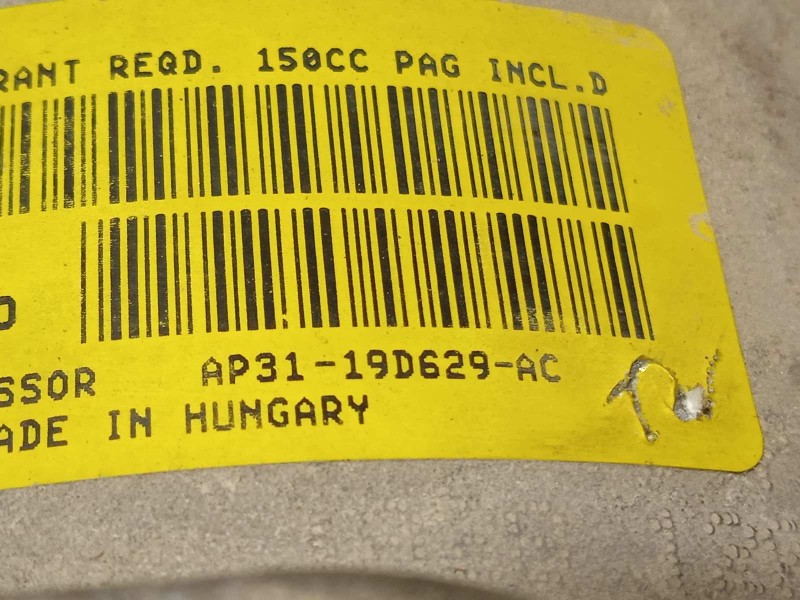 RANT REQD. 150CC PAG INCL.D
SSOR AP31-19D629-AC
ADE IN HUNGARY